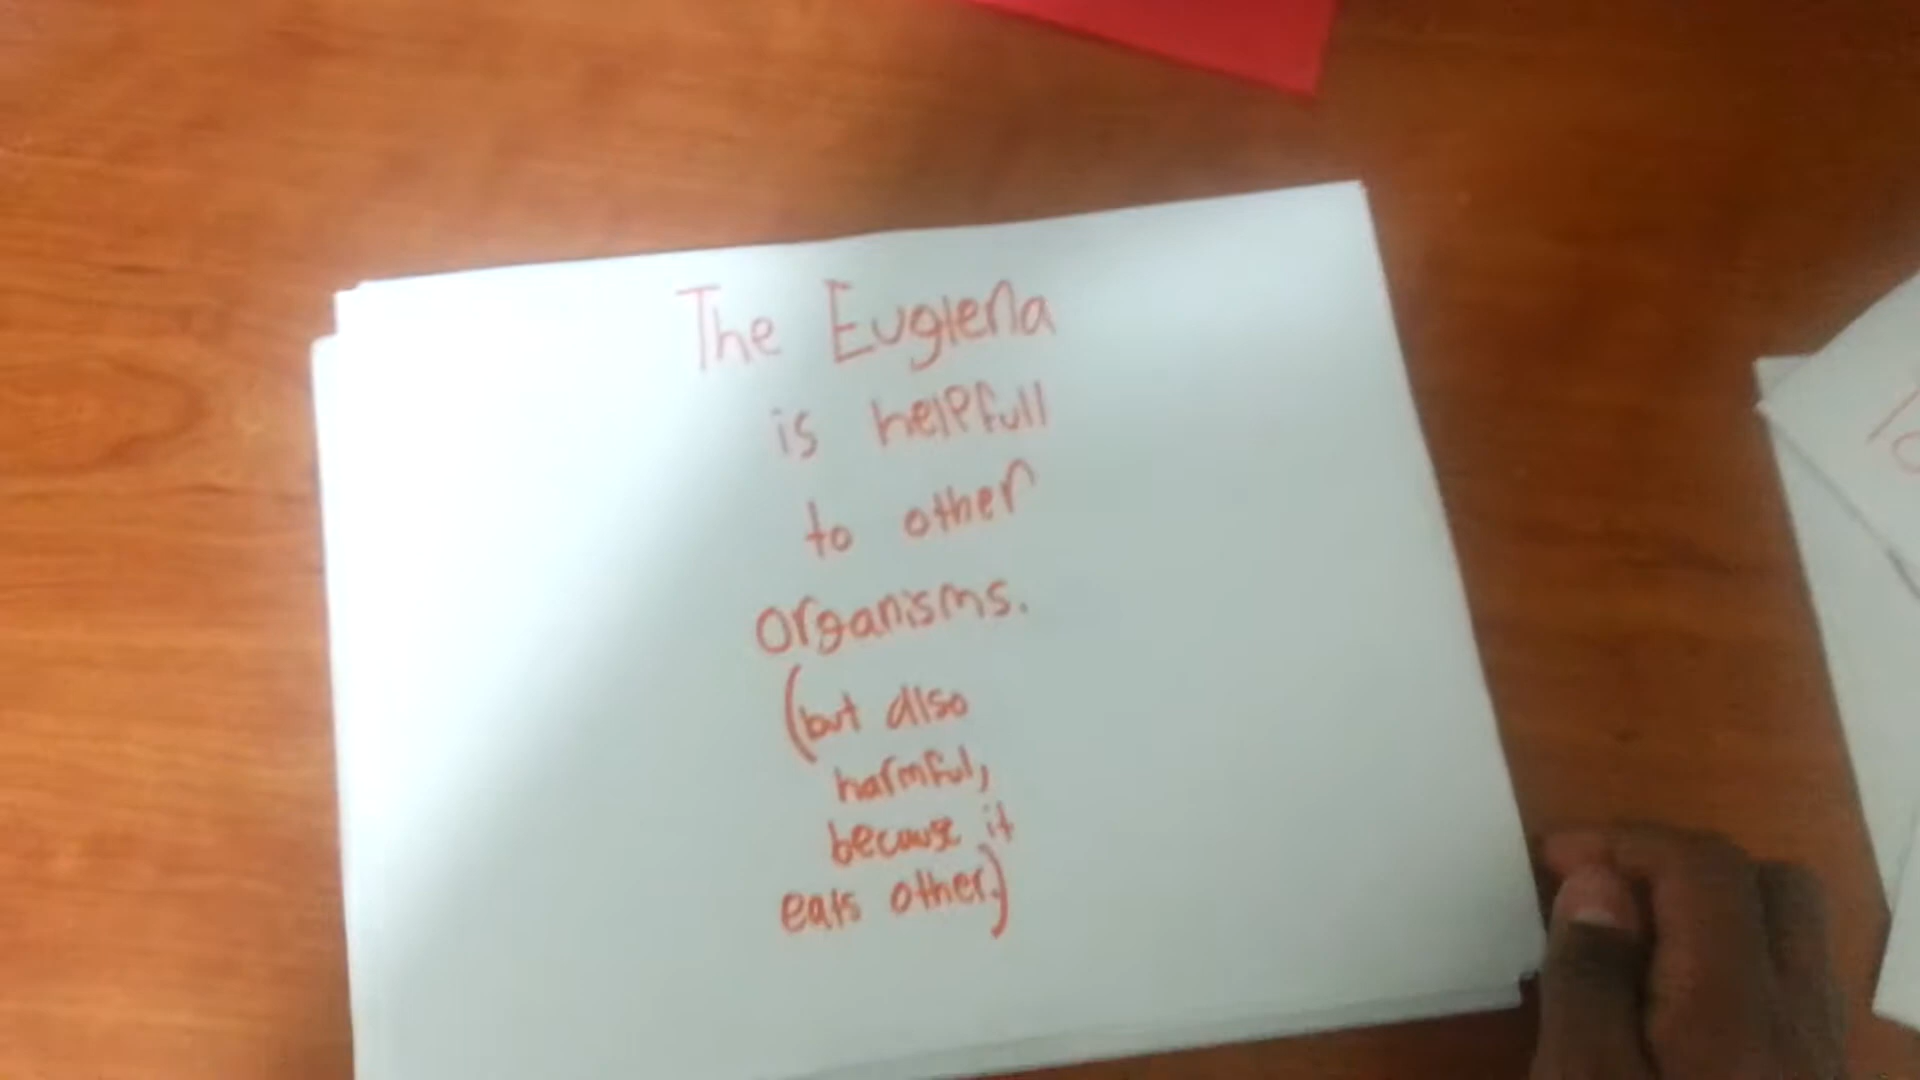 The Euglena
is helpfull
to other
organisms.
(but also
harmful,
because it
eats other.)